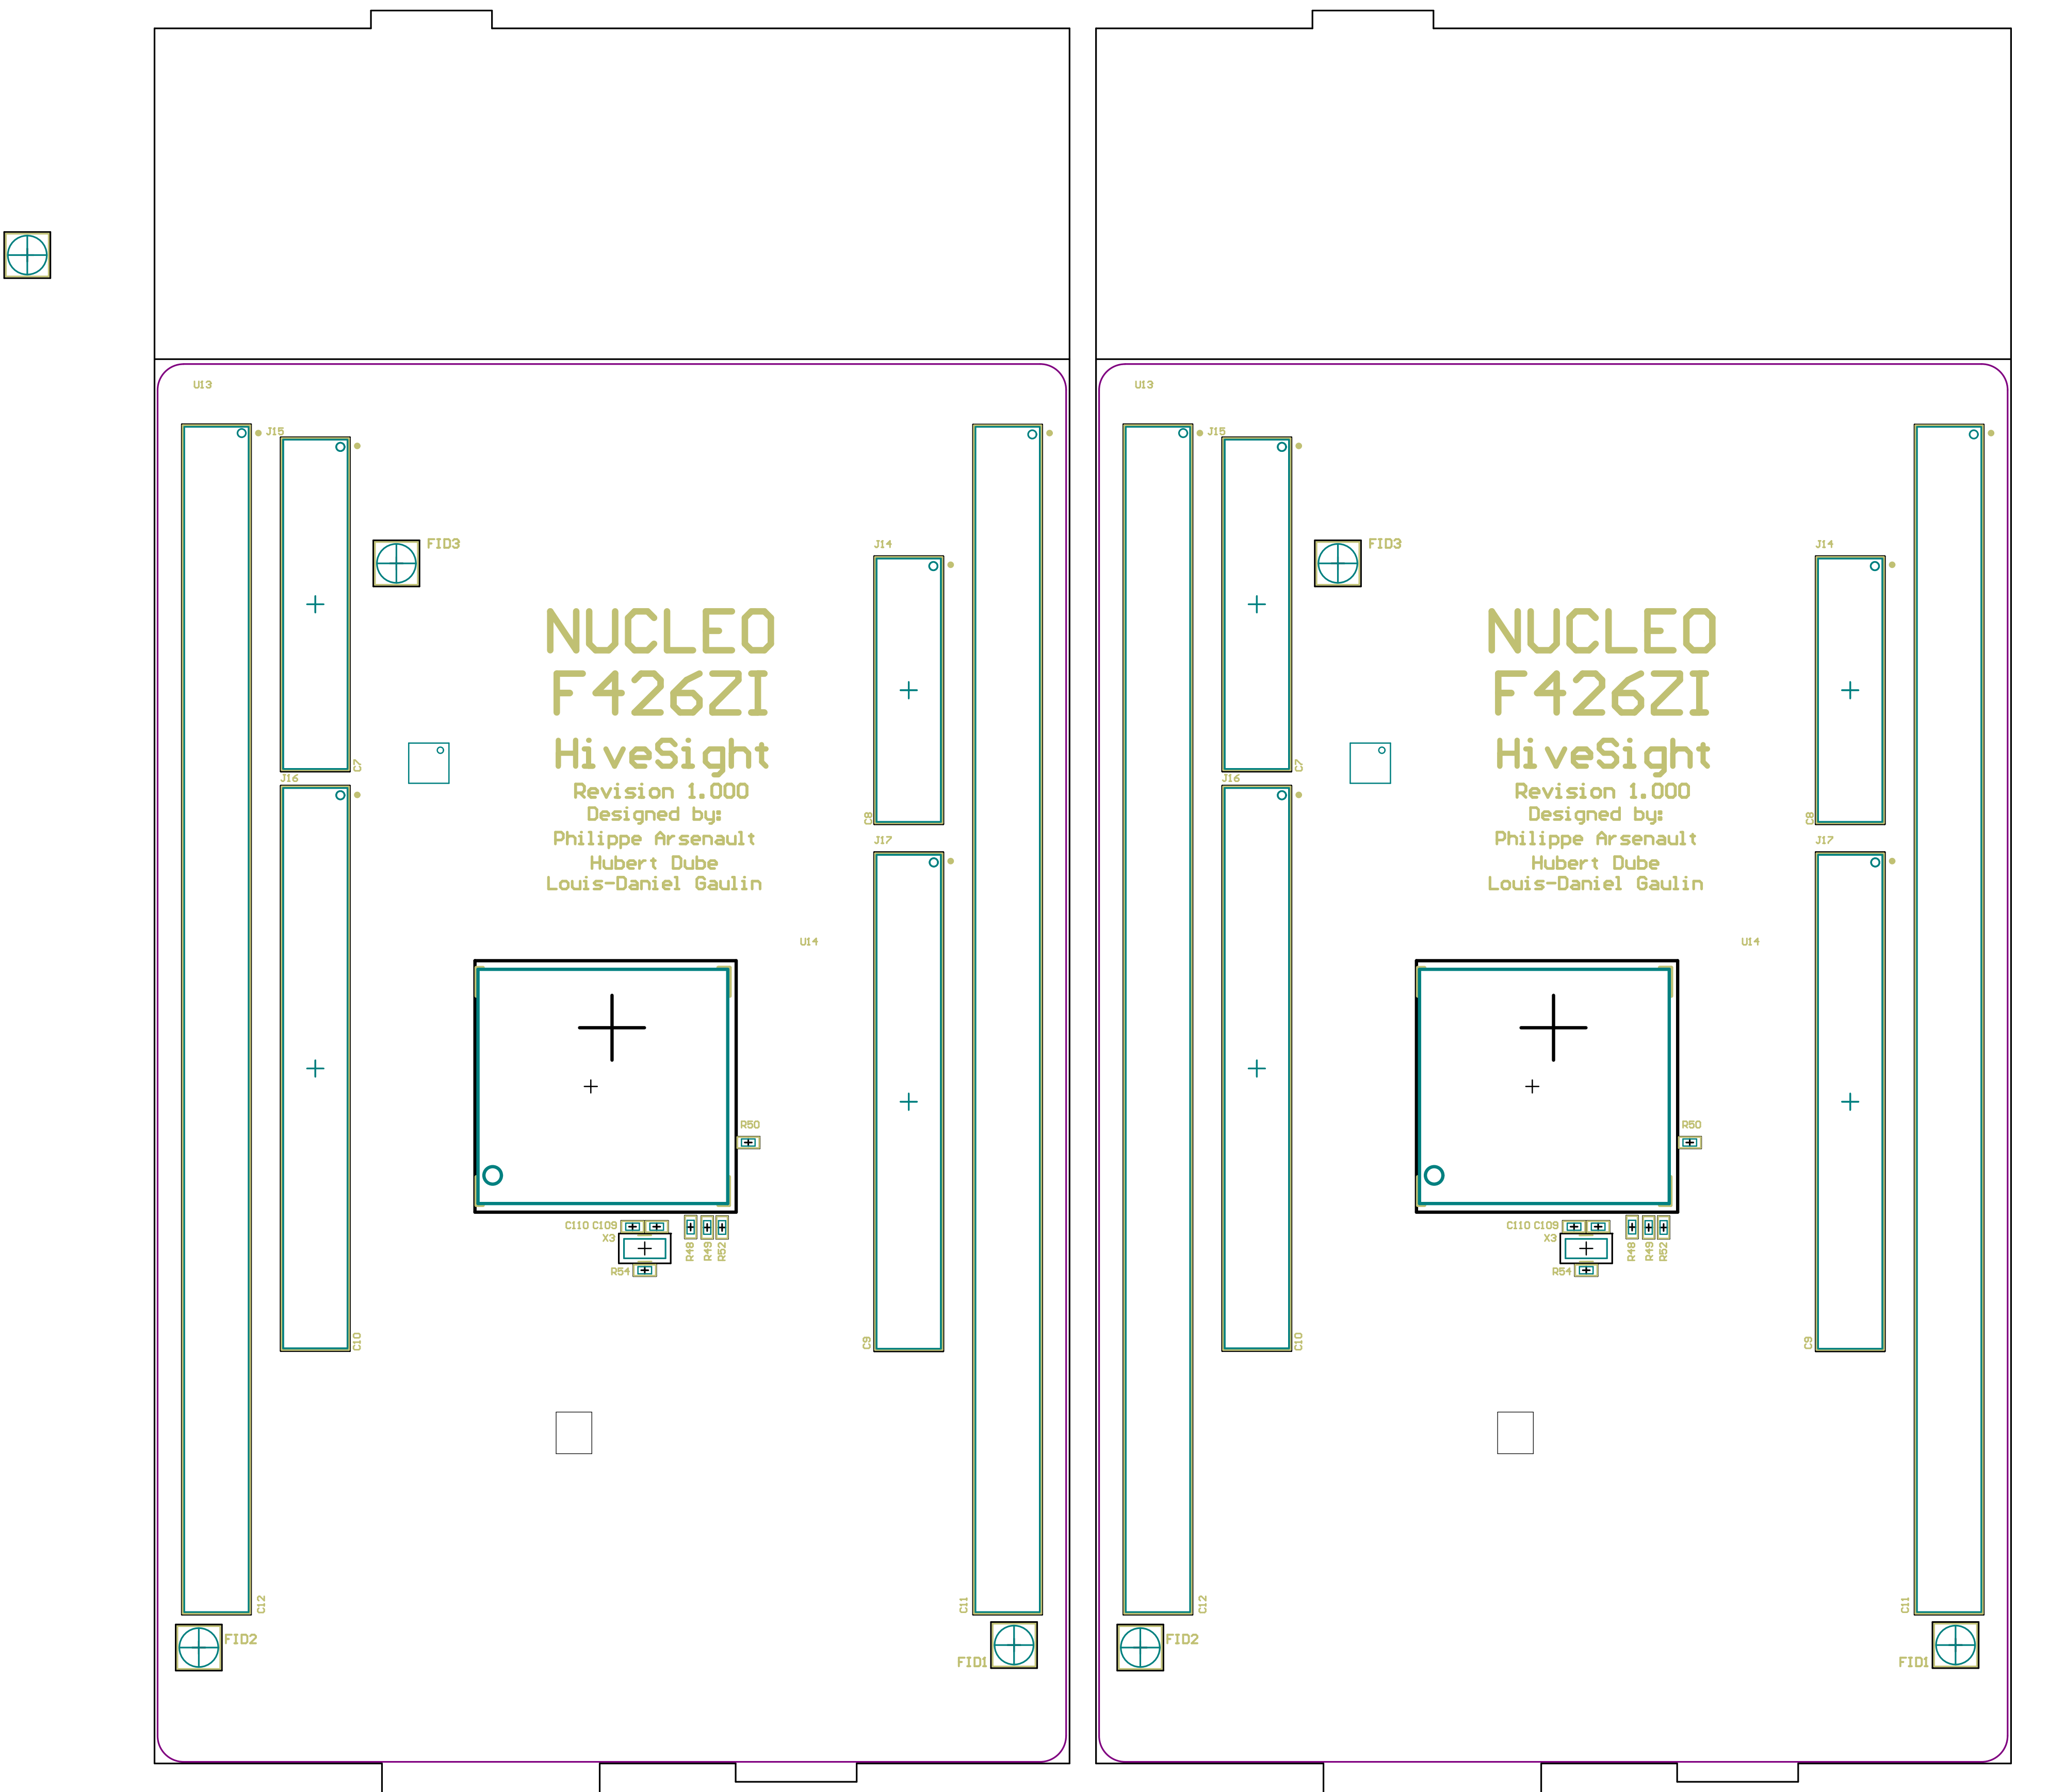 U13
J15
FID3
J14
NUCLEO
F426ZI
HiveSight
C7
J16
Revision 1.000
Designed by:
C8
Philippe Arsenault
J17
Hubert Dube
Louis-Daniel Gaulin
U14
R50
C110 C109
X3
R48
R49
R52
R54
C9
C10
C12
C11
FID2
FID1
U13
J15
FID3
J14
NUCLEO
F426ZI
HiveSight
C7
J16
Revision 1.000
Designed by:
C8
Philippe Arsenault
J17
Hubert Dube
Louis-Daniel Gaulin
U14
R50
C110 C109
X3
R48
R49
R52
R54
C9
C10
C12
C11
FID2
FID1